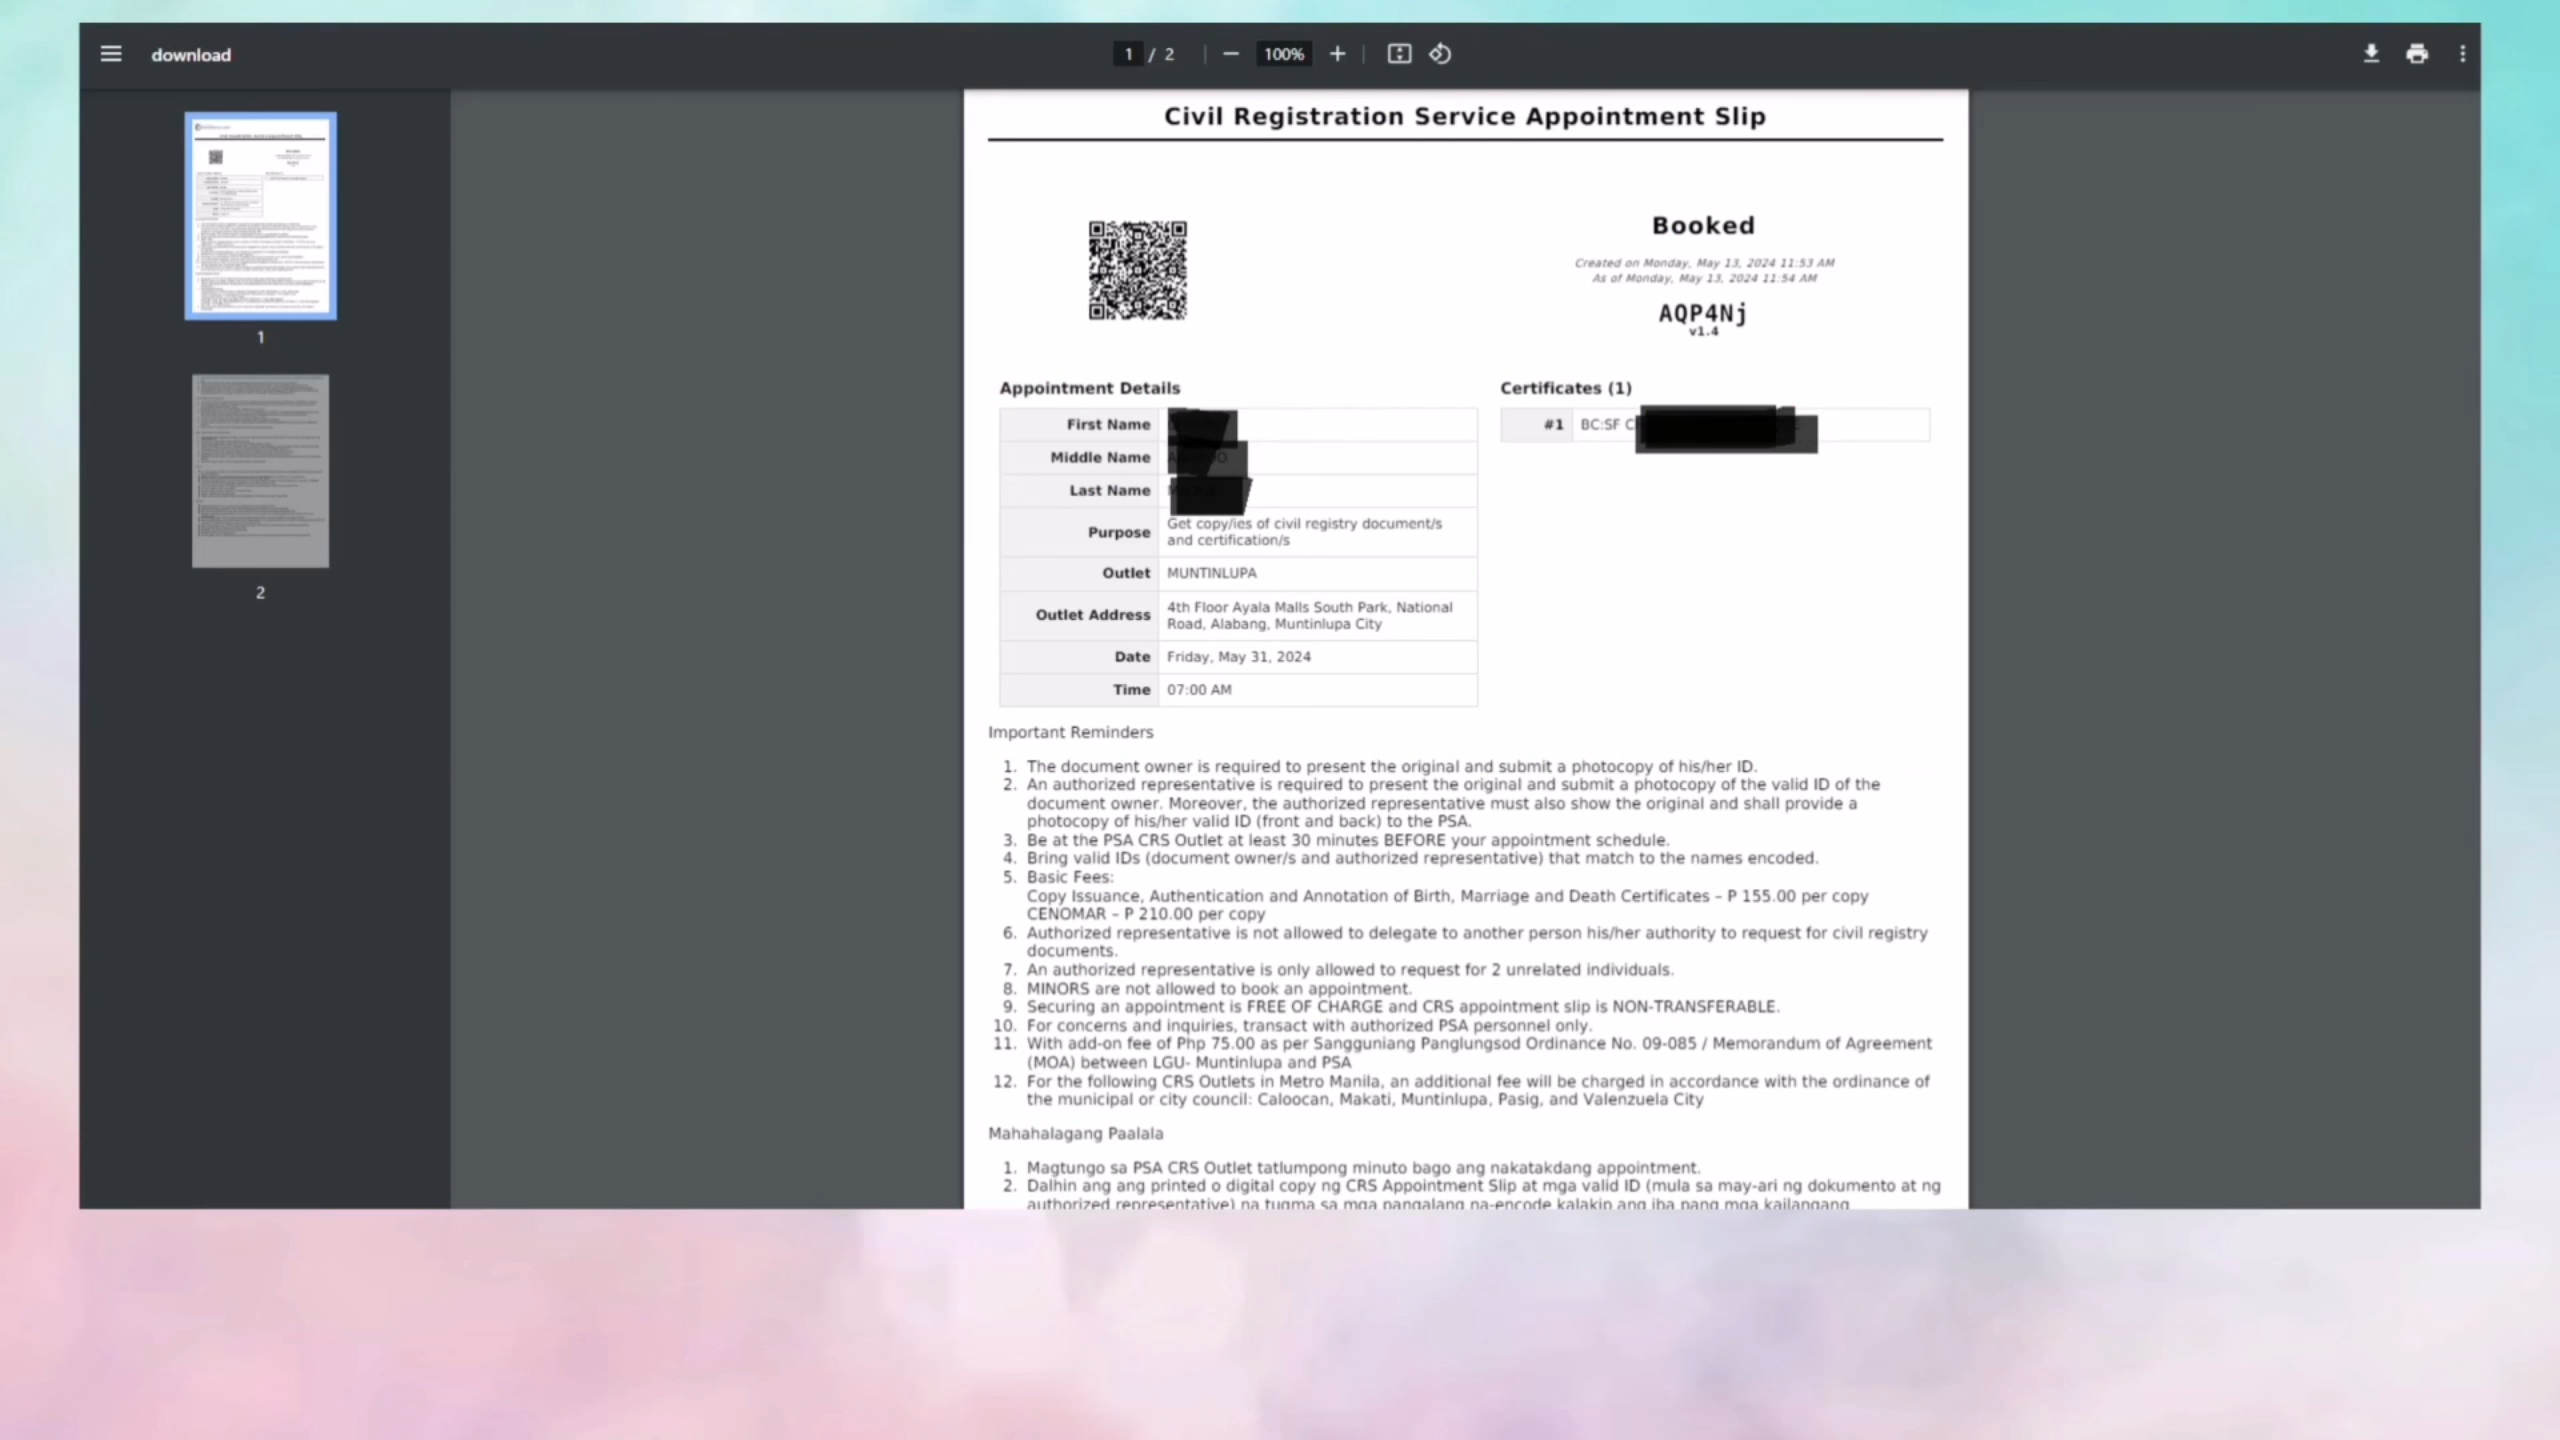 download
1 / 2
100%
1
2
Civil Registration Service Appointment Slip
Booked
Created on Monday, May 13, 2024 11:53 AM
As of Monday, May 13, 2024 11:54 AM
AQP4Nj
v1.4
Appointment Details
First Name
Middle Name
Last Name
Purpose Get copy/ies of civil registry document/s
and certification/s
Outlet MUNTINLUPA
Outlet Address 4th Floor Ayala Malls South Park, National
Road, Alabang, Muntinlupa City
Date Friday, May 31, 2024
Time 07:00 AM
Certificates (1)
#1 BC:SF
Important Reminders
1. The document owner is required to present the original and submit a photocopy of his/her ID.
2. An authorized representative is required to present the original and submit a photocopy of the valid ID of the
document owner. Moreover, the authorized representative must also show the original and shall provide a
photocopy of his/her valid ID (front and back) to the PSA.
3. Be at the PSA CRS Outlet at least 30 minutes BEFORE your appointment schedule.
4. Bring valid IDs (document owner/s and authorized representative) that match to the names encoded.
5. Basic Fees:
Copy Issuance, Authentication and Annotation of Birth, Marriage and Death Certificates – P 155.00 per copy
CENOMAR – P 210.00 per copy
6. Authorized representative is not allowed to delegate to another person his/her authority to request for civil registry
documents.
7. An authorized representative is only allowed to request for 2 unrelated individuals.
8. MINORS are not allowed to book an appointment.
9. Securing an appointment is FREE OF CHARGE and CRS appointment slip is NON-TRANSFERABLE.
10. For concerns and inquiries, transact with authorized PSA personnel only.
11. With add-on fee of Php 75.00 as per Sangguniang Panglungsod Ordinance No. 09-085 / Memorandum of Agreement
(MOA) between LGU- Muntinlupa and PSA
12. For the following CRS Outlets in Metro Manila, an additional fee will be charged in accordance with the ordinance of
the municipal or city council: Caloocan, Makati, Muntinlupa, Pasig, and Valenzuela City
Mahahalagang Paalala
1. Magtungo sa PSA CRS Outlet tatlumpong minuto bago ang nakatakdang appointment.
2. Dalhin ang ang printed o digital copy ng CRS Appointment Slip at mga valid ID (mula sa may-ari ng dokumento at ng
authorized representative) na tugma sa mga pangalang na-encode kalakip ang iba pang mga kailangang